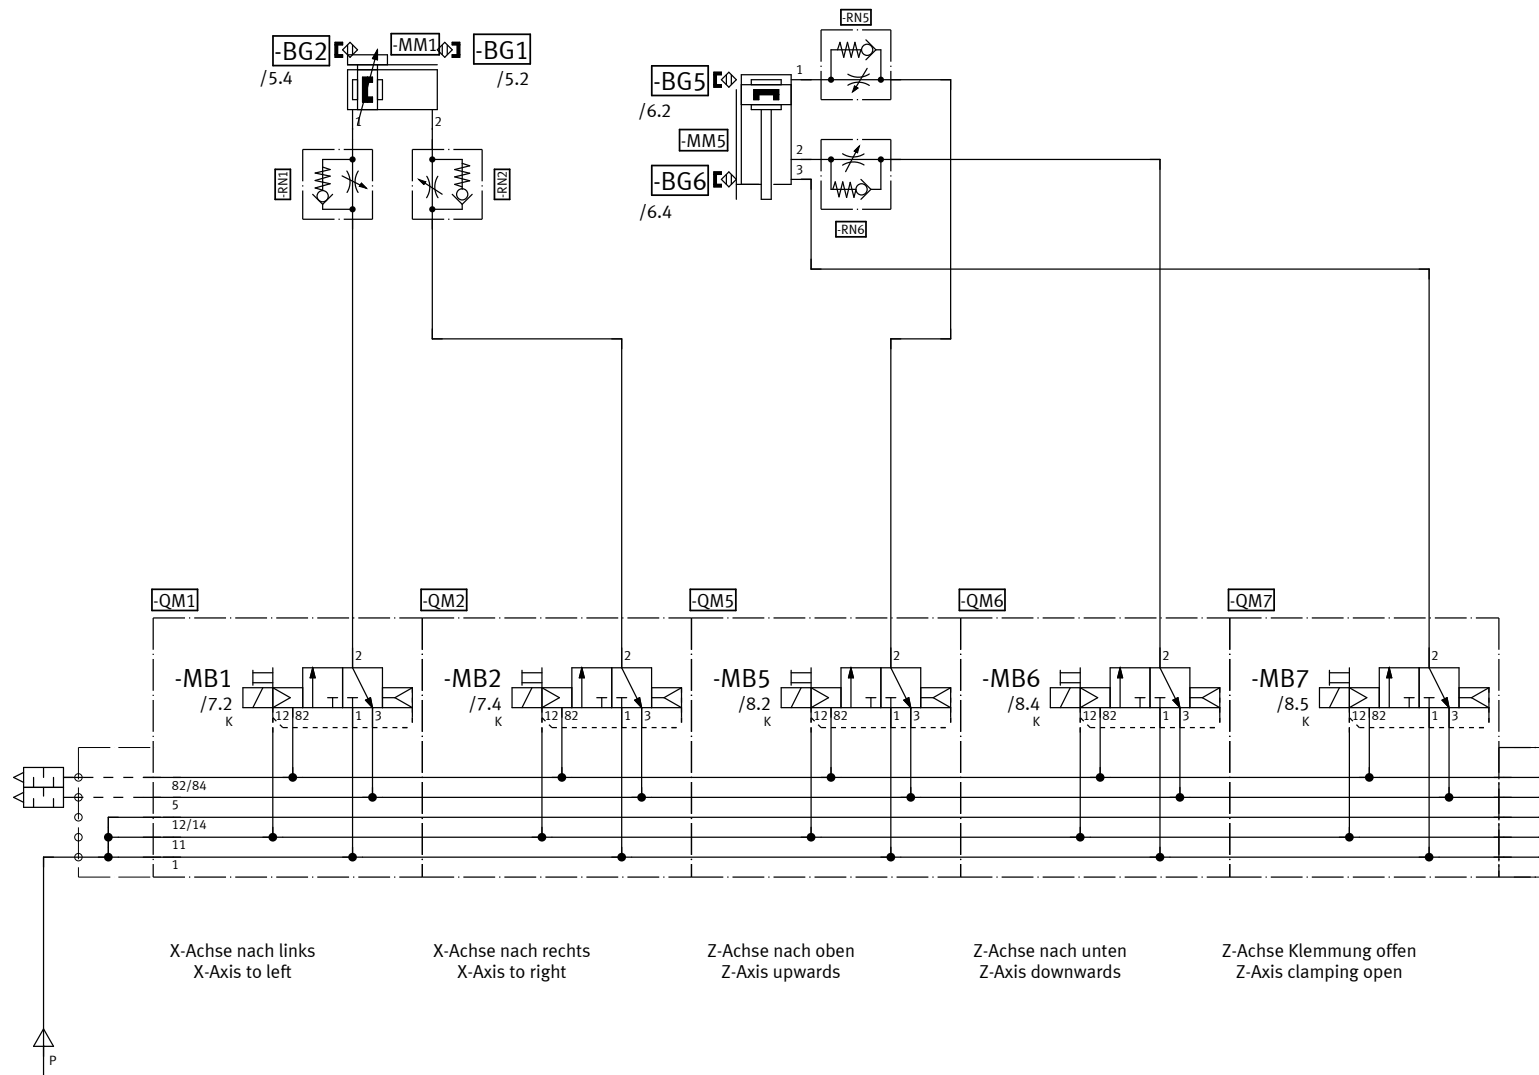 -RN5
-BG2
-MM1
-BG1
/5.4
/5.2
1
2
-RN1
-RN2
-BG5
/6.2
-MM5
-BG6
/6.4
1
2
3
-RN6
-QM1
-QM2
-QM5
-QM6
-QM7
2
-MB1
/7.2
K
12 82
1 3
2
-MB2
/7.4
K
12 82
1 3
2
-MB5
/8.2
K
12 82
1 3
2
-MB6
/8.4
K
12 82
1 3
2
-MB7
/8.5
K
12 82
1 3
82/84
5
12/14
11
1
X-Achse nach links
X-Axis to left
X-Achse nach rechts
X-Axis to right
Z-Achse nach oben
Z-Axis upwards
Z-Achse nach unten
Z-Axis downwards
Z-Achse Klemmung offen
Z-Axis clamping open
P